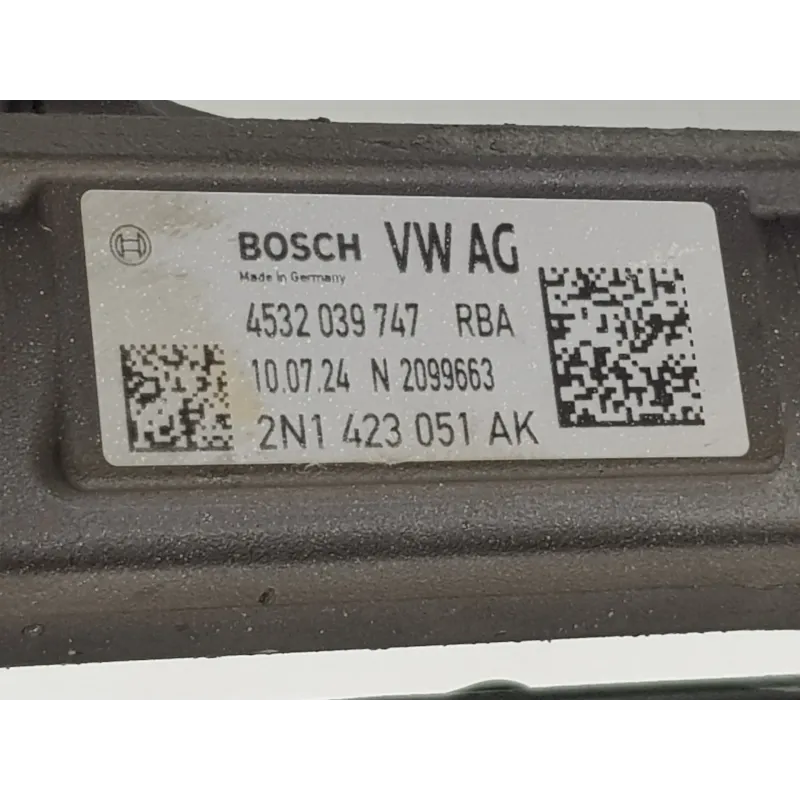 BOSCH VW AG
Made in Germany
4532 039 747 RBA
10.07.24 N 2099663
2N1 423 051 AK